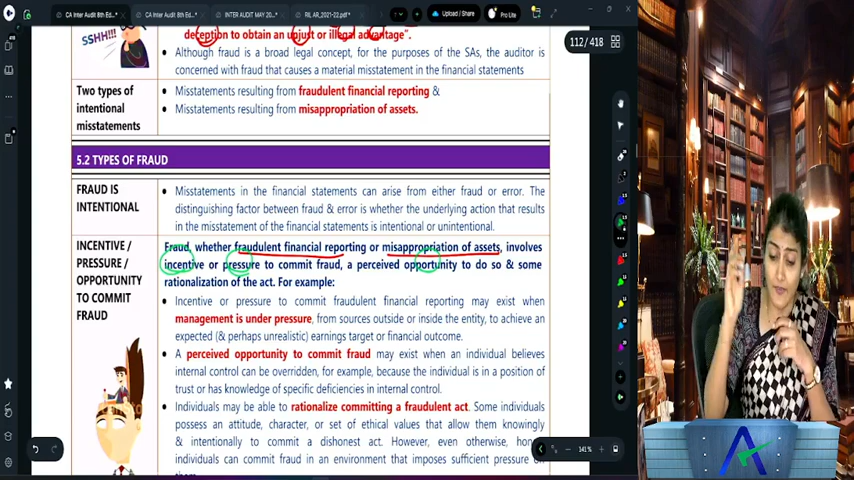 CA Inter Audit 8th Ed
CA Inter Audit 8th Ed
INTER AUDIT MAY 20
RIL AR_2021-22.pdf
Upload / Share
Pro Lite
112 / 418
SSHH!!!
deception to obtain an unjust or illegal advantage".
• Although fraud is a broad legal concept, for the purposes of the SAs, the auditor is
concerned with fraud that causes a material misstatement in the financial statements
Two types of
intentional
misstatements
• Misstatements resulting from fraudulent financial reporting &
• Misstatements resulting from misappropriation of assets.
5.2 TYPES OF FRAUD
FRAUD IS
INTENTIONAL
• Misstatements in the financial statements can arise from either fraud or error. The
distinguishing factor between fraud & error is whether the underlying action that results
in the misstatement of the financial statements is intentional or unintentional.
INCENTIVE /
PRESSURE /
OPPORTUNITY
TO COMMIT
FRAUD
Fraud, whether fraudulent financial reporting or misappropriation of assets, involves
incentive or pressure to commit fraud, a perceived opportunity to do so & some
rationalization of the act. For example:
• Incentive or pressure to commit fraudulent financial reporting may exist when
management is under pressure, from sources outside or inside the entity, to achieve an
expected (& perhaps unrealistic) earnings target or financial outcome.
• A perceived opportunity to commit fraud may exist when an individual believes
internal control can be overridden, for example, because the individual is in a position of
trust or has knowledge of specific deficiencies in internal control.
• Individuals may be able to rationalize committing a fraudulent act. Some individuals
possess an attitude, character, or set of ethical values that allow them knowingly
& intentionally to commit a dishonest act. However, even otherwise,
individuals can commit fraud in an environment that imposes sufficient pressure
141 %